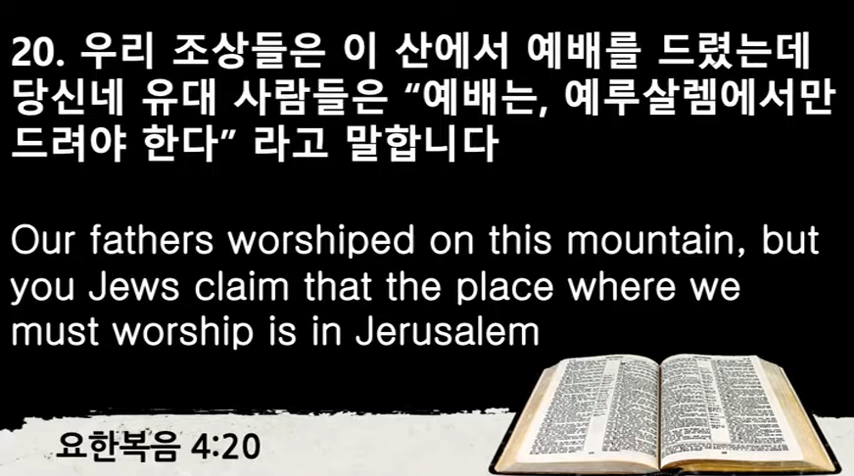 20. 우리 조상들은 이 산에서 예배를 드렸는데
당신네 유대 사람들은 “예배는, 예루살렘에서만
드려야 한다” 라고 말합니다
Our fathers worshiped on this mountain, but
you Jews claim that the place where we
must worship is in Jerusalem
요한복음 4:20